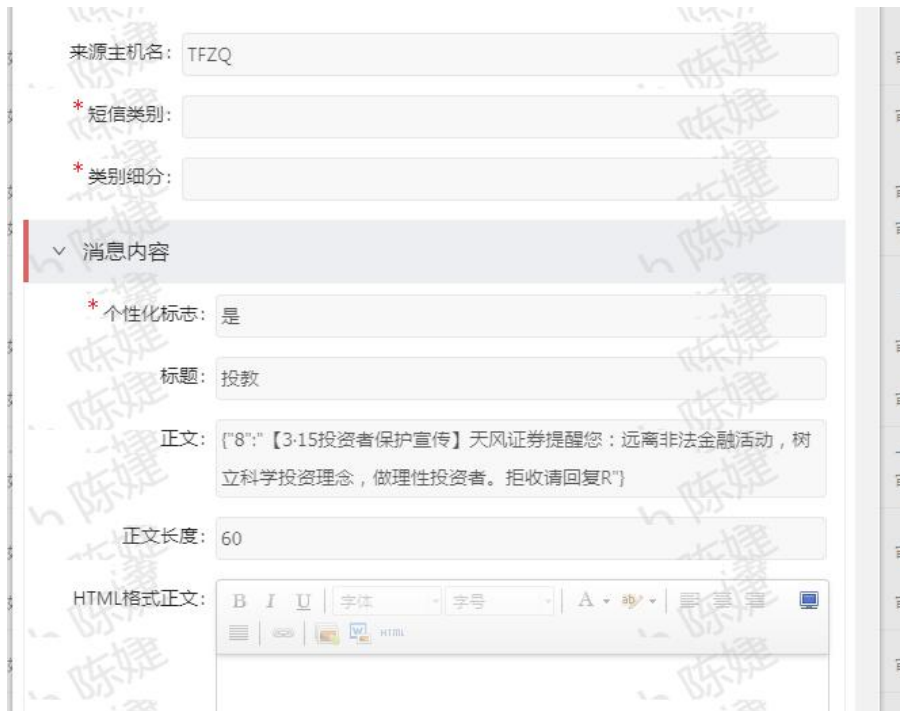 来源主机名: TFZQ
* 短信类别:
* 类别细分:
消息内容
* 个性化标志: 是
标题: 投教
正文: {"8":"【3·15投资者保护宣传】天风证券提醒您：远离非法金融活动，树
立科学投资理念，做理性投资者。拒收请回复R"}
正文长度: 60
HTML格式正文: B I U 字体 字号 A ab
HTML
陈婕